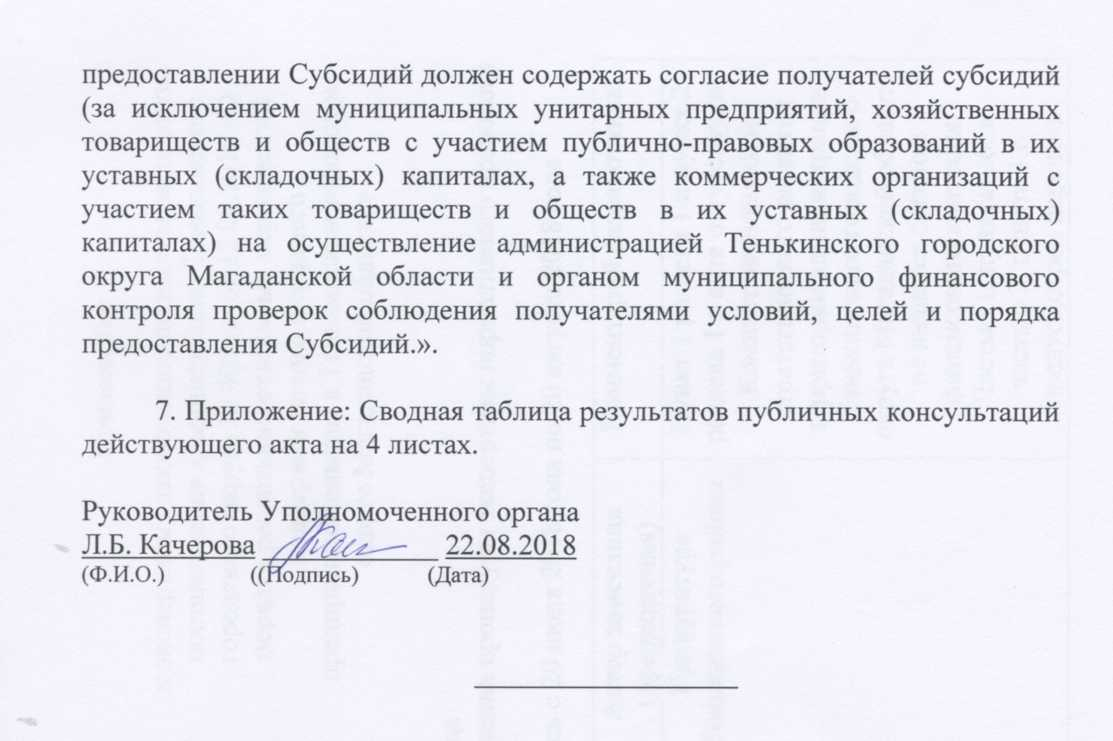 предоставлении Субсидий должен содержать согласие получателей субсидий
(за исключением муниципальных унитарных предприятий, хозяйственных
товариществ и обществ с участием публично-правовых образований в их
уставных (складочных) капиталах, а также коммерческих организаций с
участием таких товариществ и обществ в их уставных (складочных)
капиталах) на осуществление администрацией Тенькинского городского
округа Магаданской области и органом муниципального финансового
контроля проверок соблюдения получателями условий, целей и порядка
предоставления Субсидий.».
7. Приложение: Сводная таблица результатов публичных консультаций
действующего акта на 4 листах.
Руководитель Уполномоченного органа
Л.Б. Качерова 22.08.2018
(Ф.И.О.) ((Подпись) (Дата)